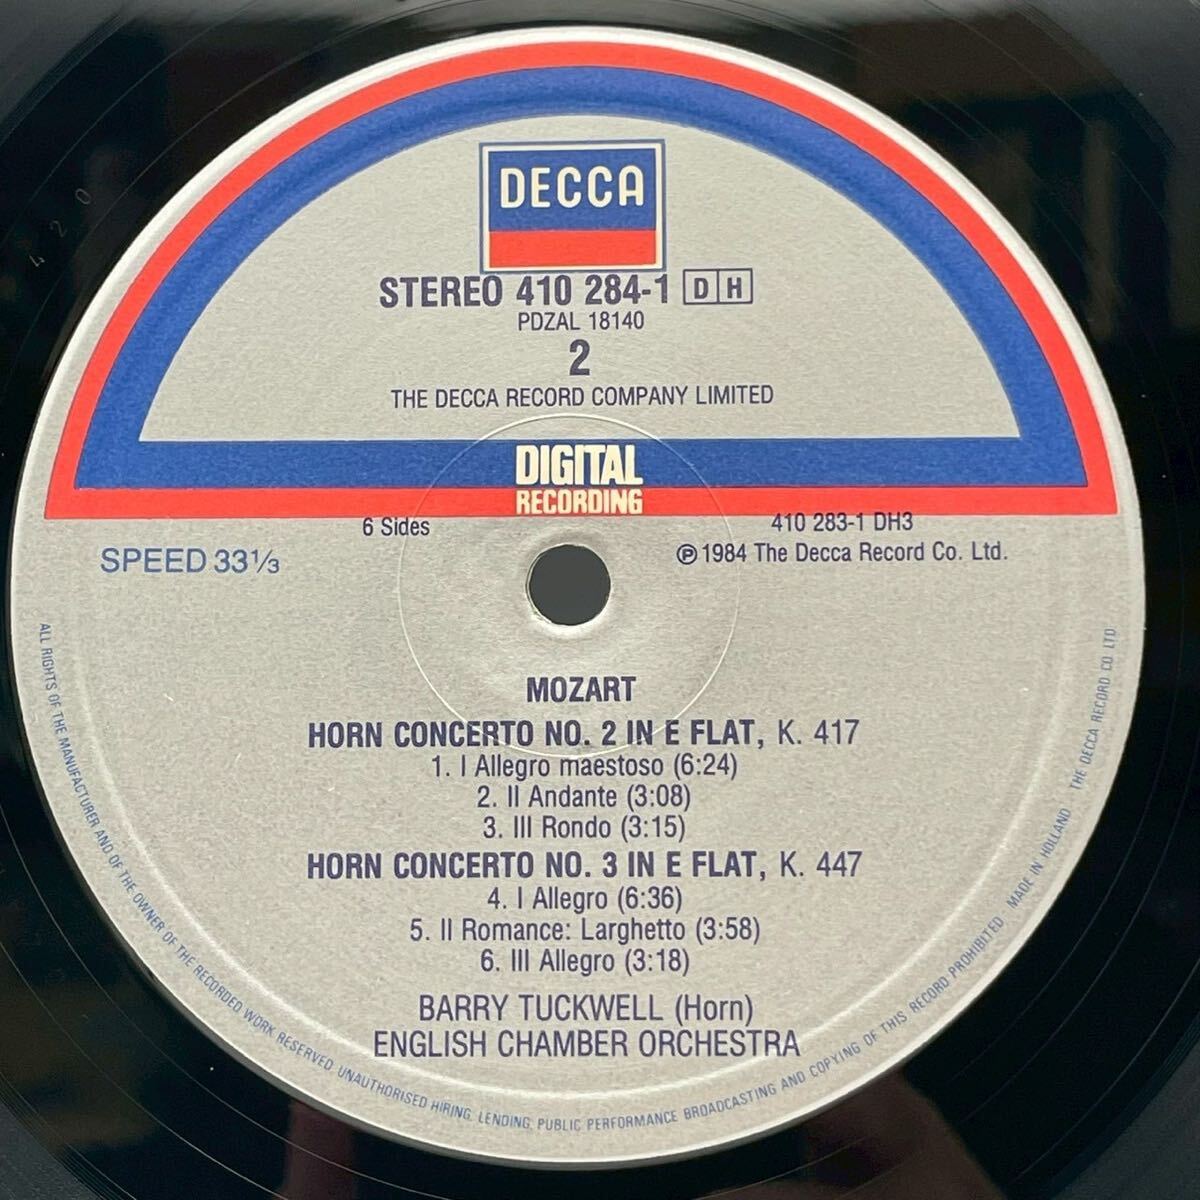 DECCA
STEREO 410 284-1 D H
PDZAL 18140
2
THE DECCA RECORD COMPANY LIMITED
DIGITAL
RECORDING
6 Sides
410 283-1 DH3
SPEED 33⅓
℗ 1984 The Decca Record Co. Ltd.
MOZART
HORN CONCERTO NO. 2 IN E FLAT, K. 417
1. I Allegro maestoso (6:24)
2. II Andante (3:08)
3. III Rondo (3:15)
HORN CONCERTO NO. 3 IN E FLAT, K. 447
4. I Allegro (6:36)
5. II Romance: Larghetto (3:58)
6. III Allegro (3:18)
BARRY TUCKWELL (Horn)
ENGLISH CHAMBER ORCHESTRA
ALL RIGHTS OF THE MANUFACTURER AND OF THE OWNER OF THE RECORDED WORK RESERVED UNAUTHORISED HIRING, LENDING, PUBLIC PERFORMANCE BROADCASTING AND COPYING OF THIS RECORD PROHIBITED MADE IN HOLLAND THE DECCA RECORD CO LTD
420